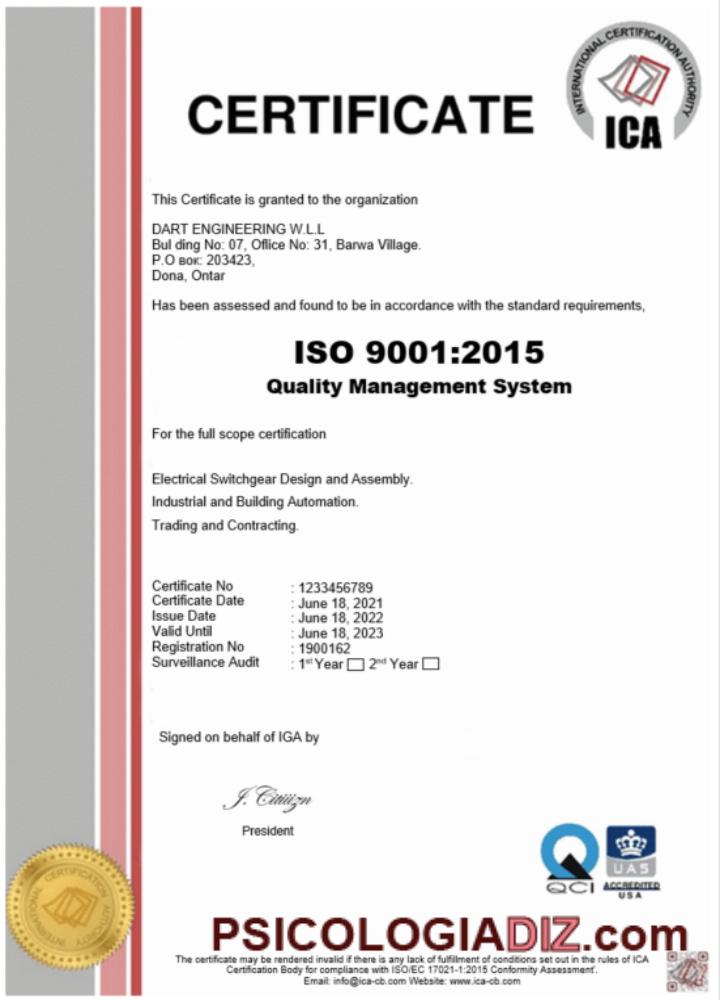 INTERNATIONAL CERTIFICATION AUTHORITY
ICA
CERTIFICATE
This Certificate is granted to the organization
DART ENGINEERING W.L.L
Bul ding No: 07, Office No: 31, Barwa Village.
P.O вок: 203423,
Dona, Ontar
Has been assessed and found to be in accordance with the standard requirements,
ISO 9001:2015
Quality Management System
For the full scope certification
Electrical Switchgear Design and Assembly.
Industrial and Building Automation.
Trading and Contracting.
Certificate No : 1233456789
Certificate Date : June 18, 2021
Issue Date : June 18, 2022
Valid Until : June 18, 2023
Registration No : 1900162
Surveillance Audit : 1st Year 2nd Year
Signed on behalf of IGA by
J. Citiiizn
President
INTERNATIONAL CERTIFICATION AUTHORITY
QCI
UAS
ACCREDITED
USA
PSICOLOGIADIZ.com
The certificate may be rendered invalid if there is any lack of fulfillment of conditions set out in the rules of ICA
Certification Body for compliance with ISO/EC 17021-1:2015 Conformity Assessment'.
Email: info@ica-cb.com Website: www.ica-cb.com